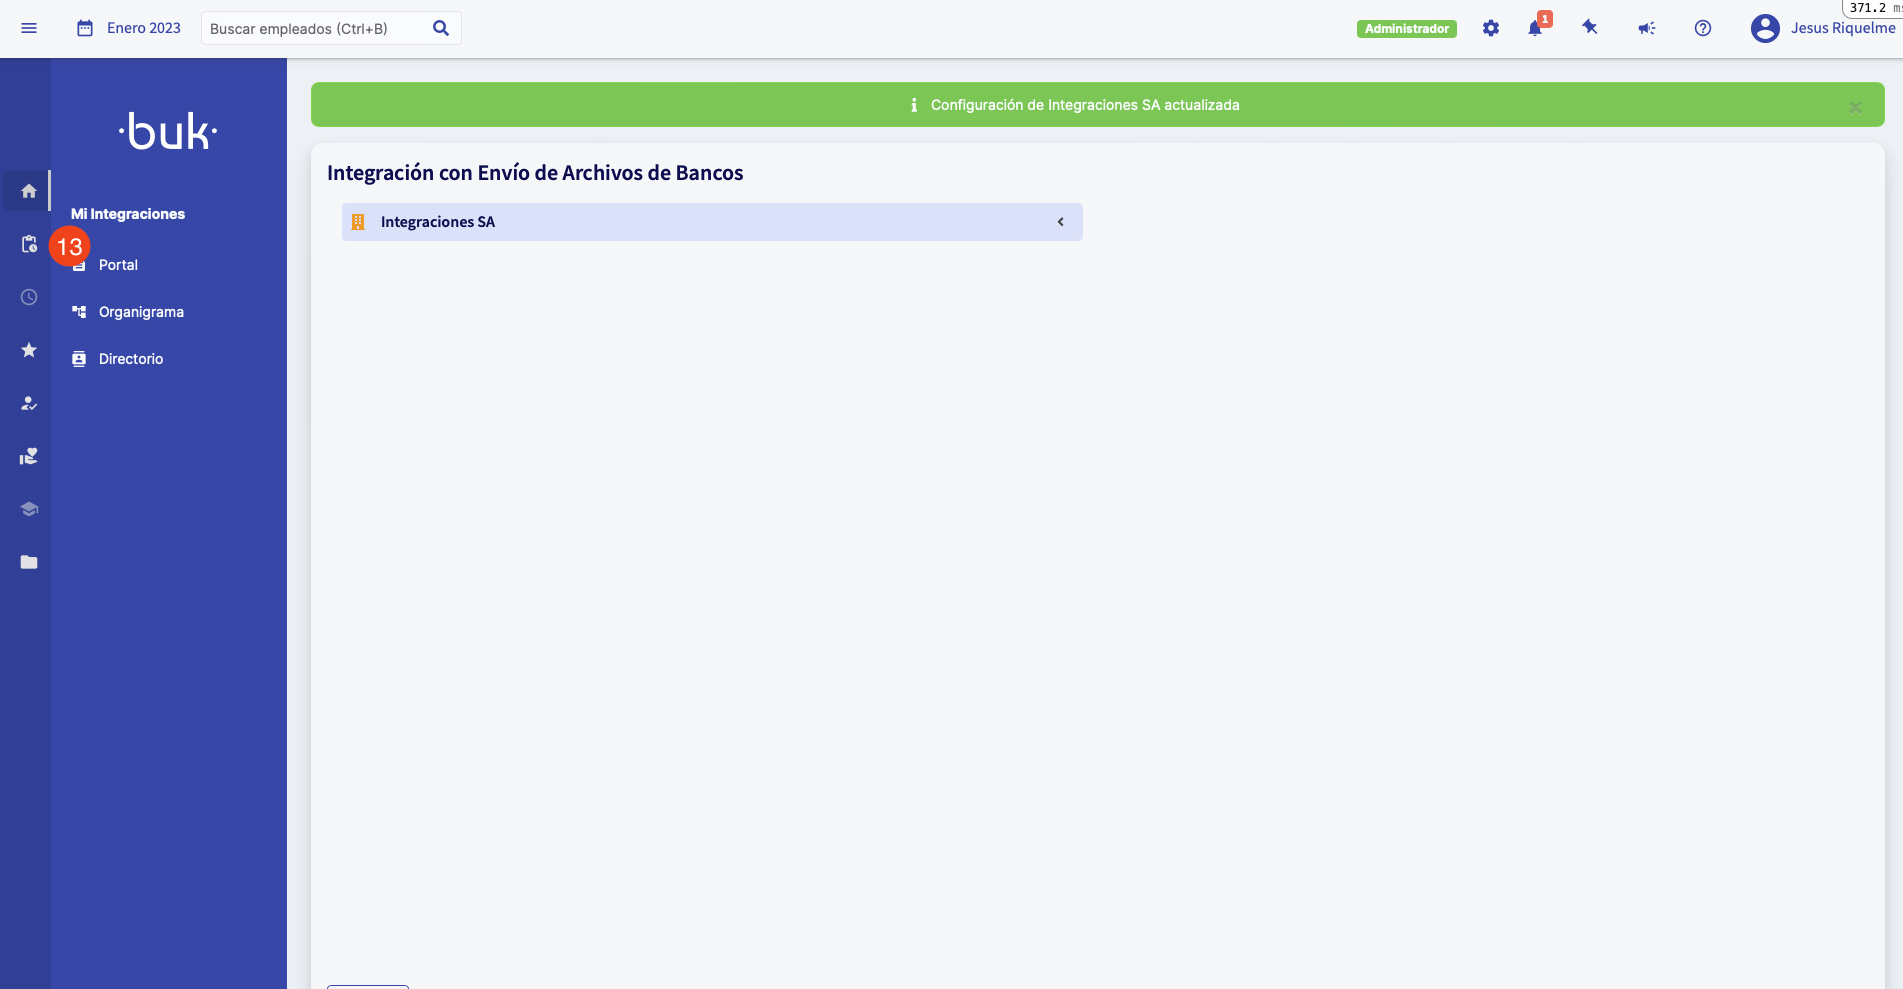 Enero 2023
Buscar empleados (Ctrl+B)
Administrador
1
371.2 ms
Jesus Riquelme
·buk·
Mi Integraciones
13
Portal
Organigrama
Directorio
Configuración de Integraciones SA actualizada
Integración con Envío de Archivos de Bancos
Integraciones SA